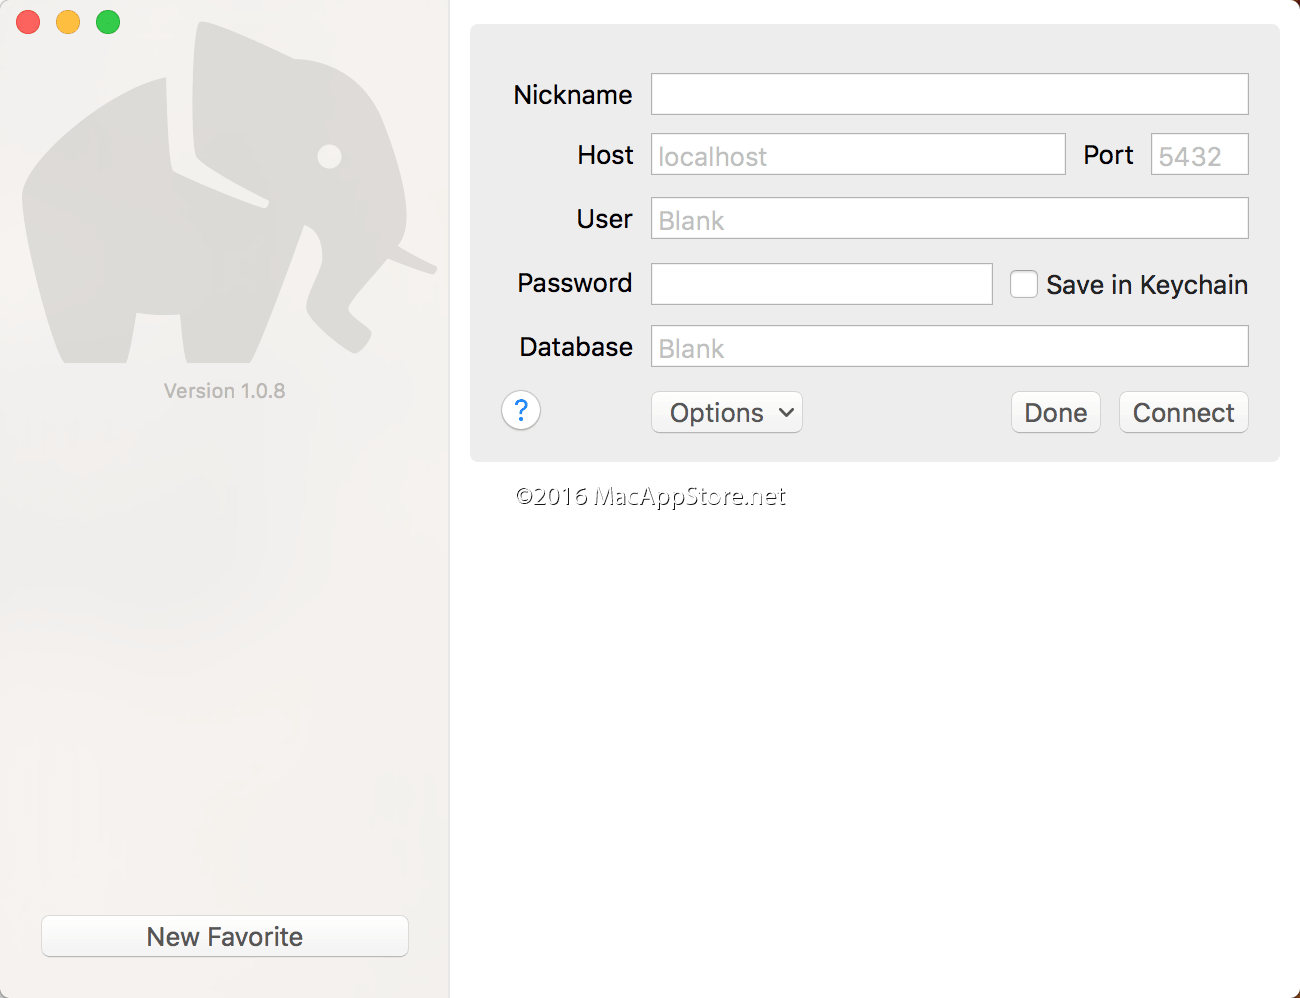 Version 1.0.8
New Favorite
Nickname
Host localhost Port 5432
User Blank
Password Save in Keychain
Database Blank
? Options Done Connect
©2016 MacAppStore.net